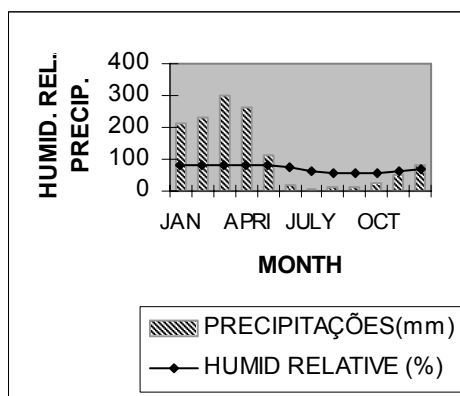 HUMID. REL.
PRECIP.
400
300
200
100
0
JAN APRI JULY OCT
MONTH
PRECIPITAÇÕES(mm)
HUMID RELATIVE (%)